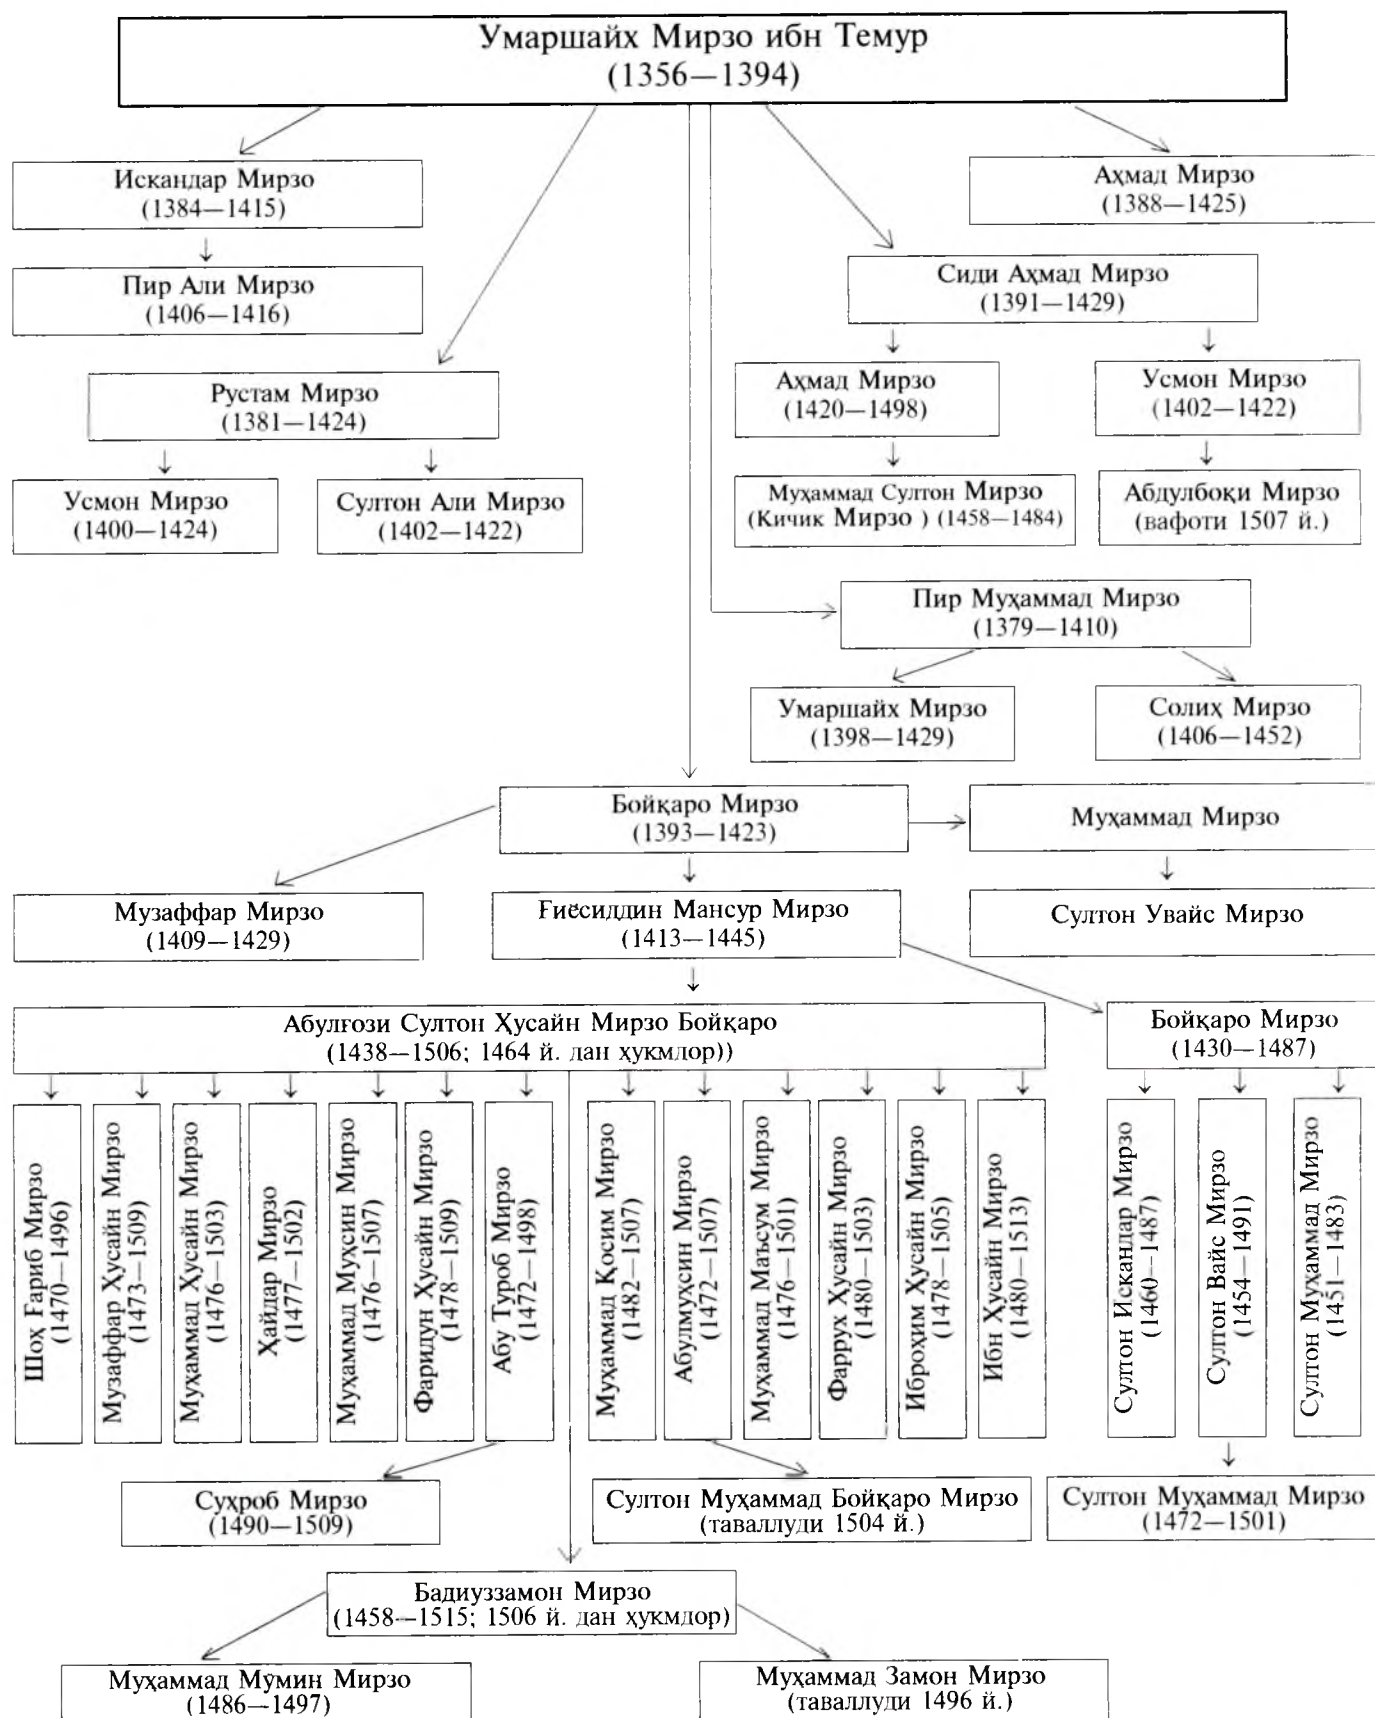 Умаршайх Мирзо ибн Темур
(1356—1394)
Искандар Мирзо
(1384—1415)
Аҳмад Мирзо
(1388—1425)
Пир Али Мирзо
(1406—1416)
Сиди Аҳмад Мирзо
(1391—1429)
Рустам Мирзо
(1381—1424)
Аҳмад Мирзо
(1420—1498)
Усмон Мирзо
(1402—1422)
Усмон Мирзо
(1400—1424)
Султон Али Мирзо
(1402—1422)
Муҳаммад Султон Мирзо
(Кичик Мирзо ) (1458—1484)
Абдулбоқи Мирзо
(вафоти 1507 й.)
Пир Муҳаммад Мирзо
(1379—1410)
Умаршайх Мирзо
(1398—1429)
Солиҳ Мирзо
(1406—1452)
Бойқаро Мирзо
(1393—1423)
Муҳаммад Мирзо
Музаффар Мирзо
(1409—1429)
Ғиёсиддин Мансур Мирзо
(1413—1445)
Султон Увайс Мирзо
Абулғози Султон Ҳусайн Мирзо Бойқаро
(1438—1506; 1464 й. дан ҳукмдор))
Бойқаро Мирзо
(1430—1487)
Шоҳ Ғариб Мирзо
(1470—1496)
Музаффар Ҳусайн Мирзо
(1473—1509)
Муҳаммад Ҳусайн Мирзо
(1476—1503)
Ҳайдар Мирзо
(1477—1502)
Муҳаммад Муҳсин Мирзо
(1476—1507)
Фаридун Ҳусайн Мирзо
(1478—1509)
Абу Туроб Мирзо
(1472—1498)
Муҳаммад Қосим Мирзо
(1482—1507)
Абулмуҳсин Мирзо
(1472—1507)
Муҳаммад Маъсум Мирзо
(1476—1501)
Фаррух Ҳусайн Мирзо
(1480—1503)
Иброҳим Ҳусайн Мирзо
(1478—1505)
Ибн Ҳусайн Мирзо
(1480—1513)
Султон Искандар Мирзо
(1460—1487)
Султон Вайс Мирзо
(1454—1491)
Султон Муҳаммад Мирзо
(1451—1483)
Суҳроб Мирзо
(1490—1509)
Султон Муҳаммад Бойқаро Мирзо
(таваллуди 1504 й.)
Султон Муҳаммад Мирзо
(1472—1501)
Бадиуззамон Мирзо
(1458—1515; 1506 й. дан ҳукмдор)
Муҳаммад Мўмин Мирзо
(1486—1497)
Муҳаммад Замон Мирзо
(таваллуди 1496 й.)